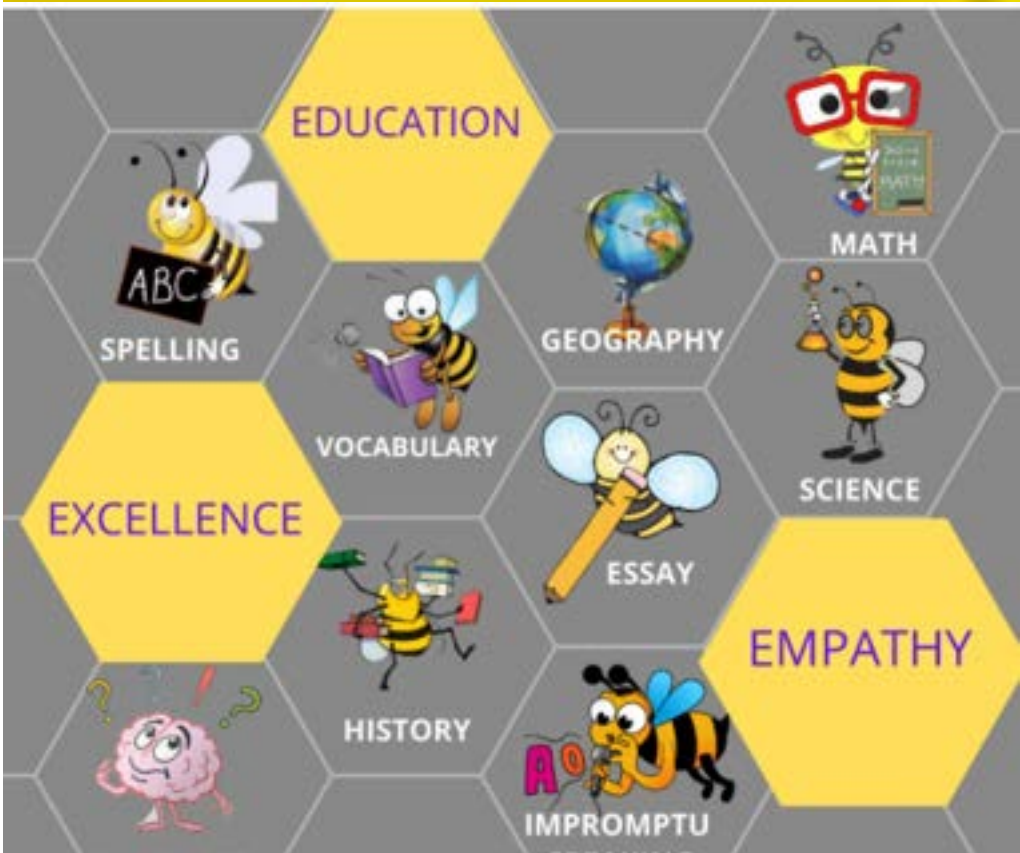 EDUCATION
MATH
ABC
SPELLING
GEOGRAPHY
VOCABULARY
SCIENCE
EXCELLENCE
ESSAY
EMPATHY
HISTORY
IMPROMPTU